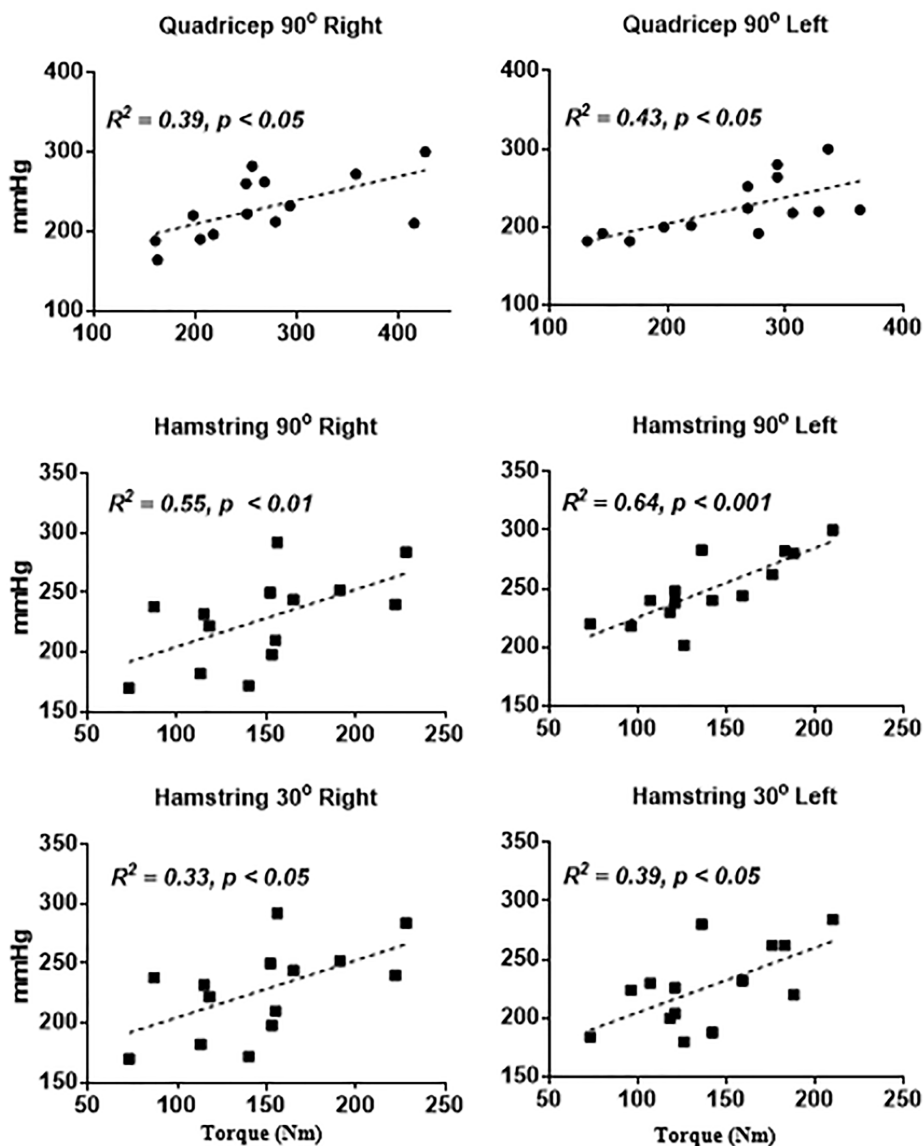 Quadricep 90° Right
400
300
200
100
mmHg
R² = 0.39, p < 0.05
100 200 300 400
Quadricep 90° Left
400
300
200
100
R² = 0.43, p < 0.05
100 200 300 400
Hamstring 90° Right
350
300
250
200
150
R² = 0.55, p < 0.01
50 100 150 200 250
Hamstring 90° Left
350
300
250
200
150
R² = 0.64, p < 0.001
50 100 150 200 250
Hamstring 30° Right
350
300
250
200
150
mmHg
R² = 0.33, p < 0.05
50 100 150 200 250
Torque (Nm)
Hamstring 30° Left
350
300
250
200
150
R² = 0.39, p < 0.05
50 100 150 200 250
Torque (Nm)